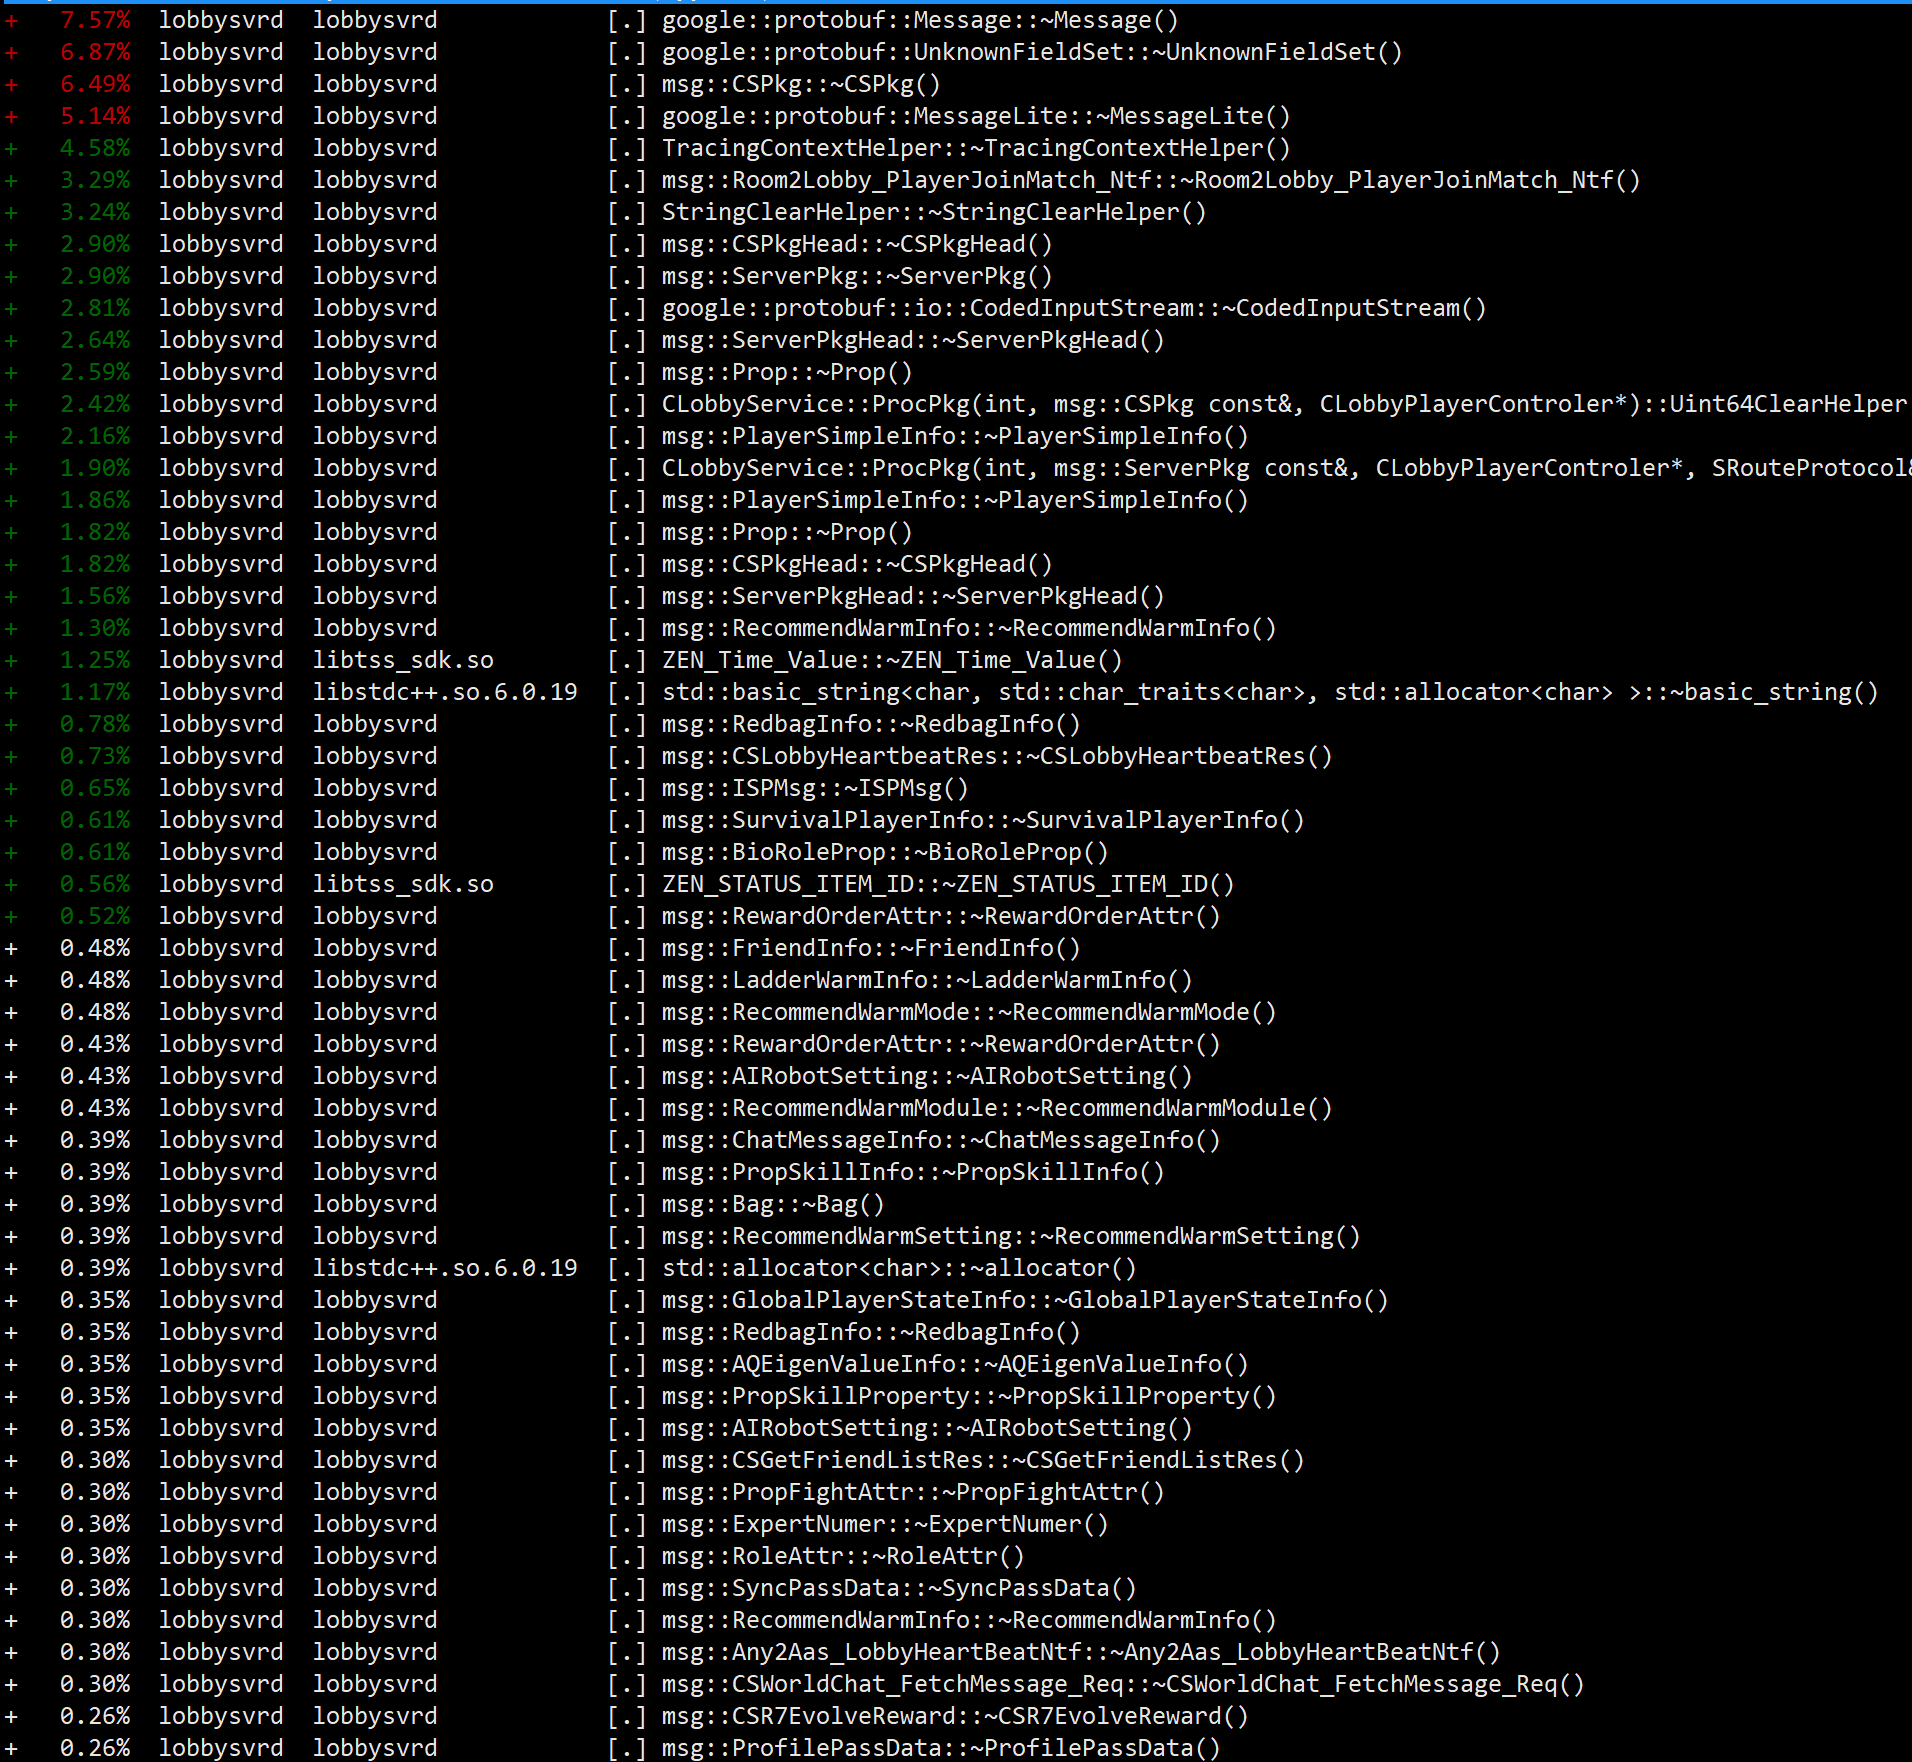 + 7.57% lobbysvrd lobbysvrd [.] google::protobuf::Message::~Message()
+ 6.87% lobbysvrd lobbysvrd [.] google::protobuf::UnknownFieldSet::~UnknownFieldSet()
+ 6.49% lobbysvrd lobbysvrd [.] msg::CSPkg::~CSPkg()
+ 5.14% lobbysvrd lobbysvrd [.] google::protobuf::MessageLite::~MessageLite()
+ 4.58% lobbysvrd lobbysvrd [.] TracingContextHelper::~TracingContextHelper()
+ 3.29% lobbysvrd lobbysvrd [.] msg::Room2Lobby_PlayerJoinMatch_Ntf::~Room2Lobby_PlayerJoinMatch_Ntf()
+ 3.24% lobbysvrd lobbysvrd [.] StringClearHelper::~StringClearHelper()
+ 2.90% lobbysvrd lobbysvrd [.] msg::CSPkgHead::~CSPkgHead()
+ 2.90% lobbysvrd lobbysvrd [.] msg::ServerPkg::~ServerPkg()
+ 2.81% lobbysvrd lobbysvrd [.] google::protobuf::io::CodedInputStream::~CodedInputStream()
+ 2.64% lobbysvrd lobbysvrd [.] msg::ServerPkgHead::~ServerPkgHead()
+ 2.59% lobbysvrd lobbysvrd [.] msg::Prop::~Prop()
+ 2.42% lobbysvrd lobbysvrd [.] CLobbyService::ProcPkg(int, msg::CSPkg const&, CLobbyPlayerControler*)::Uint64ClearHelper
+ 2.16% lobbysvrd lobbysvrd [.] msg::PlayerSimpleInfo::~PlayerSimpleInfo()
+ 1.90% lobbysvrd lobbysvrd [.] CLobbyService::ProcPkg(int, msg::ServerPkg const&, CLobbyPlayerControler*, SRouteProtocol&
+ 1.86% lobbysvrd lobbysvrd [.] msg::PlayerSimpleInfo::~PlayerSimpleInfo()
+ 1.82% lobbysvrd lobbysvrd [.] msg::Prop::~Prop()
+ 1.82% lobbysvrd lobbysvrd [.] msg::CSPkgHead::~CSPkgHead()
+ 1.56% lobbysvrd lobbysvrd [.] msg::ServerPkgHead::~ServerPkgHead()
+ 1.30% lobbysvrd lobbysvrd [.] msg::RecommendWarmInfo::~RecommendWarmInfo()
+ 1.25% lobbysvrd libtss_sdk.so [.] ZEN_Time_Value::~ZEN_Time_Value()
+ 1.17% lobbysvrd libstdc++.so.6.0.19 [.] std::basic_string<char, std::char_traits<char>, std::allocator<char> >::~basic_string()
+ 0.78% lobbysvrd lobbysvrd [.] msg::RedbagInfo::~RedbagInfo()
+ 0.73% lobbysvrd lobbysvrd [.] msg::CSLobbyHeartbeatRes::~CSLobbyHeartbeatRes()
+ 0.65% lobbysvrd lobbysvrd [.] msg::ISPMsg::~ISPMsg()
+ 0.61% lobbysvrd lobbysvrd [.] msg::SurvivalPlayerInfo::~SurvivalPlayerInfo()
+ 0.61% lobbysvrd lobbysvrd [.] msg::BioRoleProp::~BioRoleProp()
+ 0.56% lobbysvrd libtss_sdk.so [.] ZEN_STATUS_ITEM_ID::~ZEN_STATUS_ITEM_ID()
+ 0.52% lobbysvrd lobbysvrd [.] msg::RewardOrderAttr::~RewardOrderAttr()
+ 0.48% lobbysvrd lobbysvrd [.] msg::FriendInfo::~FriendInfo()
+ 0.48% lobbysvrd lobbysvrd [.] msg::LadderWarmInfo::~LadderWarmInfo()
+ 0.48% lobbysvrd lobbysvrd [.] msg::RecommendWarmMode::~RecommendWarmMode()
+ 0.43% lobbysvrd lobbysvrd [.] msg::RewardOrderAttr::~RewardOrderAttr()
+ 0.43% lobbysvrd lobbysvrd [.] msg::AIRobotSetting::~AIRobotSetting()
+ 0.43% lobbysvrd lobbysvrd [.] msg::RecommendWarmModule::~RecommendWarmModule()
+ 0.39% lobbysvrd lobbysvrd [.] msg::ChatMessageInfo::~ChatMessageInfo()
+ 0.39% lobbysvrd lobbysvrd [.] msg::PropSkillInfo::~PropSkillInfo()
+ 0.39% lobbysvrd lobbysvrd [.] msg::Bag::~Bag()
+ 0.39% lobbysvrd lobbysvrd [.] msg::RecommendWarmSetting::~RecommendWarmSetting()
+ 0.39% lobbysvrd libstdc++.so.6.0.19 [.] std::allocator<char>::~allocator()
+ 0.35% lobbysvrd lobbysvrd [.] msg::GlobalPlayerStateInfo::~GlobalPlayerStateInfo()
+ 0.35% lobbysvrd lobbysvrd [.] msg::RedbagInfo::~RedbagInfo()
+ 0.35% lobbysvrd lobbysvrd [.] msg::AQEigenValueInfo::~AQEigenValueInfo()
+ 0.35% lobbysvrd lobbysvrd [.] msg::PropSkillProperty::~PropSkillProperty()
+ 0.35% lobbysvrd lobbysvrd [.] msg::AIRobotSetting::~AIRobotSetting()
+ 0.30% lobbysvrd lobbysvrd [.] msg::CSGetFriendListRes::~CSGetFriendListRes()
+ 0.30% lobbysvrd lobbysvrd [.] msg::PropFightAttr::~PropFightAttr()
+ 0.30% lobbysvrd lobbysvrd [.] msg::ExpertNumer::~ExpertNumer()
+ 0.30% lobbysvrd lobbysvrd [.] msg::RoleAttr::~RoleAttr()
+ 0.30% lobbysvrd lobbysvrd [.] msg::SyncPassData::~SyncPassData()
+ 0.30% lobbysvrd lobbysvrd [.] msg::RecommendWarmInfo::~RecommendWarmInfo()
+ 0.30% lobbysvrd lobbysvrd [.] msg::Any2Aas_LobbyHeartBeatNtf::~Any2Aas_LobbyHeartBeatNtf()
+ 0.30% lobbysvrd lobbysvrd [.] msg::CSWorldChat_FetchMessage_Req::~CSWorldChat_FetchMessage_Req()
+ 0.26% lobbysvrd lobbysvrd [.] msg::CSR7EvolveReward::~CSR7EvolveReward()
+ 0.26% lobbysvrd lobbysvrd [.] msg::ProfilePassData::~ProfilePassData()